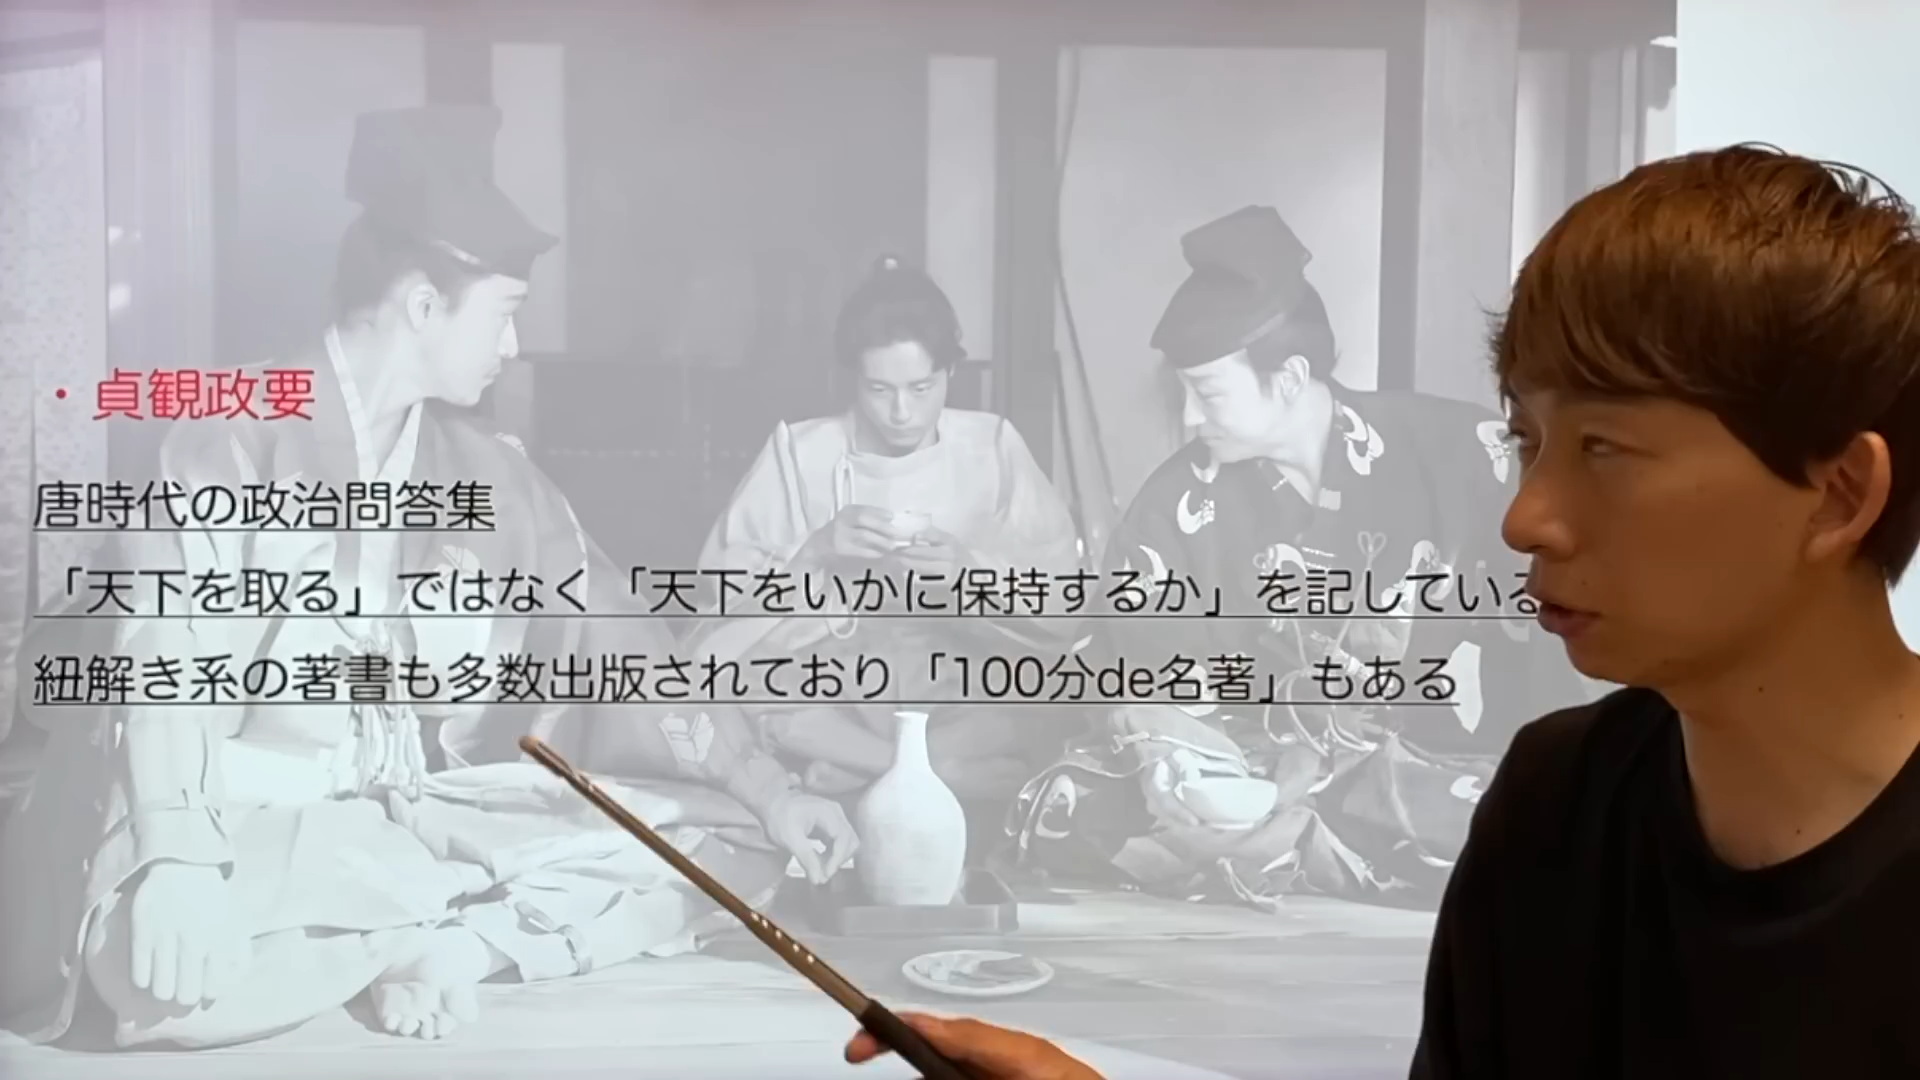 ・貞観政要
唐時代の政治問答集
「天下を取る」ではなく「天下をいかに保持するか」を記している
紐解き系の著書も多数出版されており「100分de名著」もある